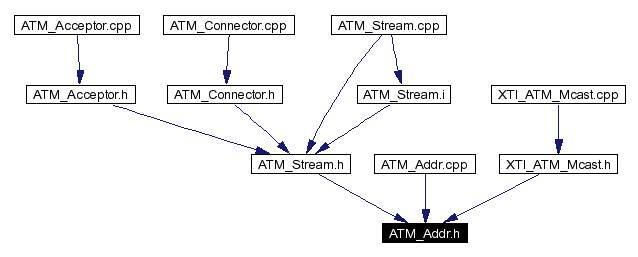 ATM_Acceptor.cpp
ATM_Connector.cpp
ATM_Stream.cpp
ATM_Acceptor.h
ATM_Connector.h
ATM_Stream.i
XTI_ATM_Mcast.cpp
ATM_Stream.h
ATM_Addr.cpp
XTI_ATM_Mcast.h
ATM_Addr.h